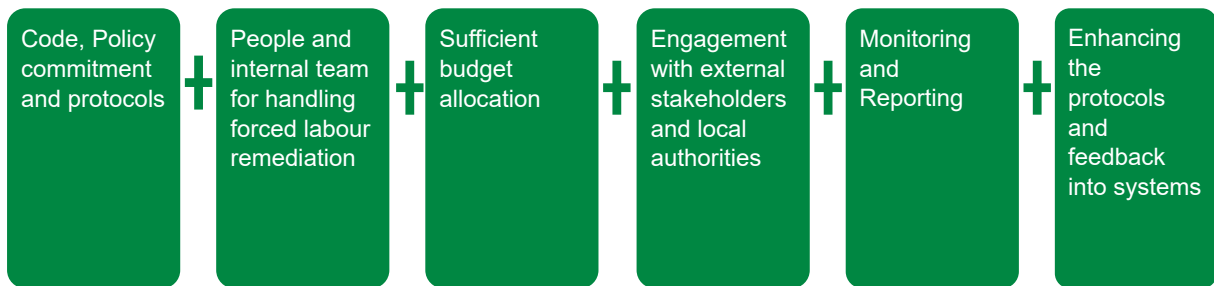 Code, Policy
commitment
and protocols
People and
internal team
for handling
forced labour
remediation
Sufficient
budget
allocation
Engagement
with external
stakeholders
and local
authorities
Monitoring
and
Reporting
Enhancing
the
protocols
and
feedback
into systems